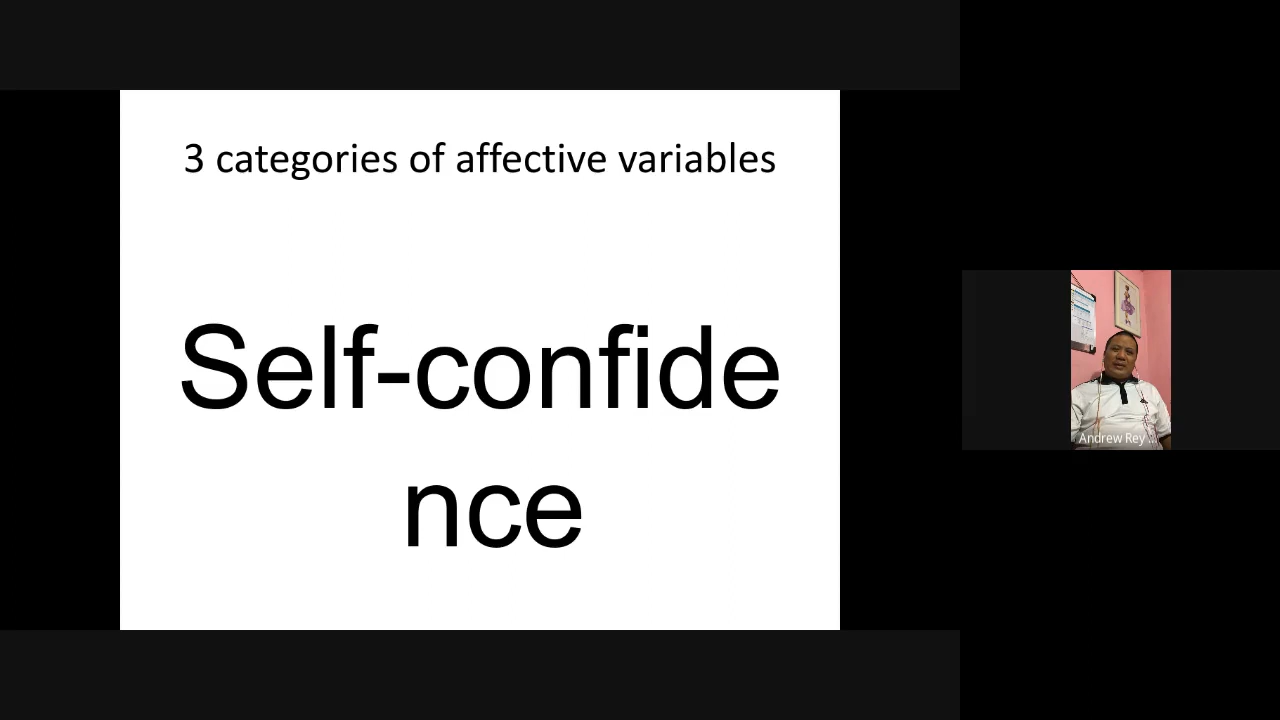 3 categories of affective variables
Self-confide
nce
Andrew Rey ...